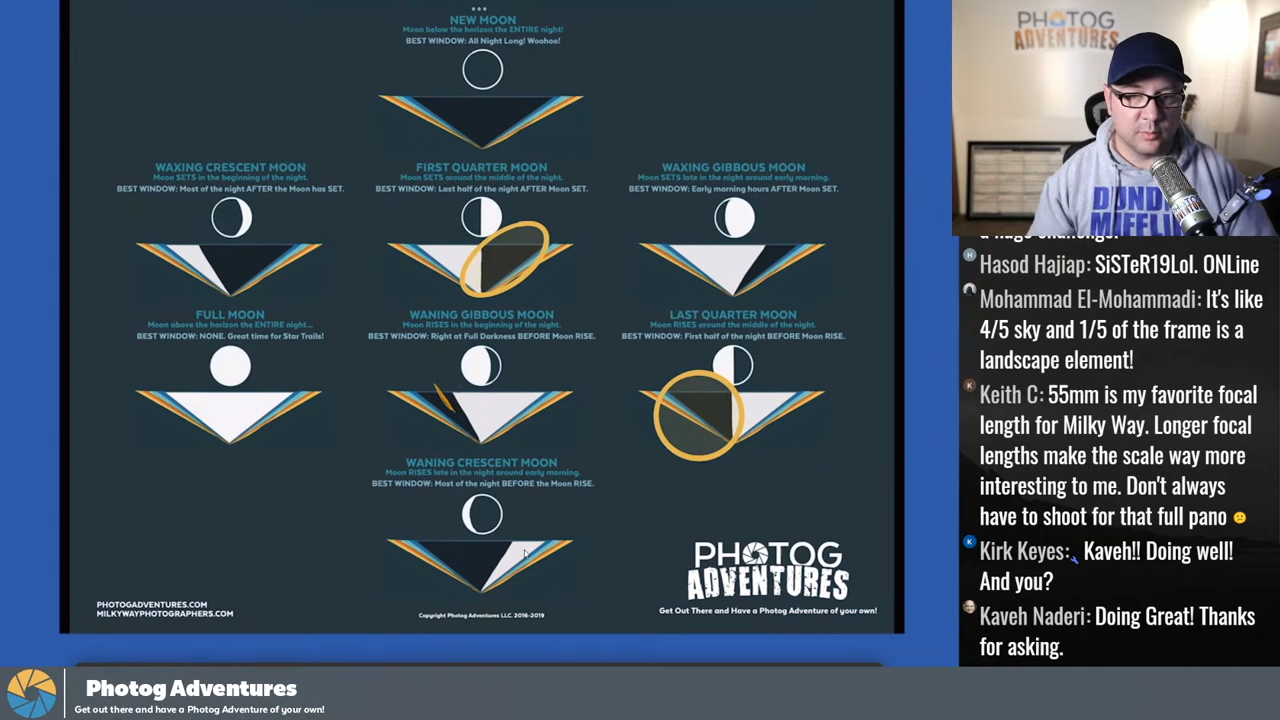 NEW MOON
Moon below the horizon the ENTIRE night!
BEST WINDOW: All Night Long! Woohoo!
WAXING CRESCENT MOON
Moon SETS in the beginning of the night.
BEST WINDOW: Most of the night AFTER the Moon has SET.
FIRST QUARTER MOON
Moon SETS around the middle of the night.
BEST WINDOW: Last half of the night AFTER Moon SET.
WAXING GIBBOUS MOON
Moon SETS late in the night around early morning.
BEST WINDOW: Early morning hours AFTER Moon SET.
FULL MOON
Moon above the horizon the ENTIRE night...
BEST WINDOW: NONE. Great time for Star Trails!
WANING GIBBOUS MOON
Moon RISES in the beginning of the night.
BEST WINDOW: Right at Full Darkness BEFORE Moon RISE.
LAST QUARTER MOON
Moon RISES around the middle of the night.
BEST WINDOW: First half of the night BEFORE Moon RISE.
WANING CRESCENT MOON
Moon RISES late in the night around early morning.
BEST WINDOW: Most of the night BEFORE the Moon RISE.
PHOTOGADVENTURES.COM
MILKYWAYPHOTOGRAPHERS.COM
Copyright Photog Adventures LLC. 2016-2019
PHOTOG
ADVENTURES
Get Out There and Have a Photog Adventure of your own!
PHOTOG
ADVENTURES
DUNDER
MIFFLIN
a huge challenge!
Hasod Hajiap: SiSTeR19Lol. ONLine
Mohammad El-Mohammadi: It's like
4/5 sky and 1/5 of the frame is a
landscape element!
Keith C: 55mm is my favorite focal
length for Milky Way. Longer focal
lengths make the scale way more
interesting to me. Don't always
have to shoot for that full pano
Kirk Keyes: Kaveh!! Doing well!
And you?
Kaveh Naderi: Doing Great! Thanks
for asking.
Photog Adventures
Get out there and have a Photog Adventure of your own!